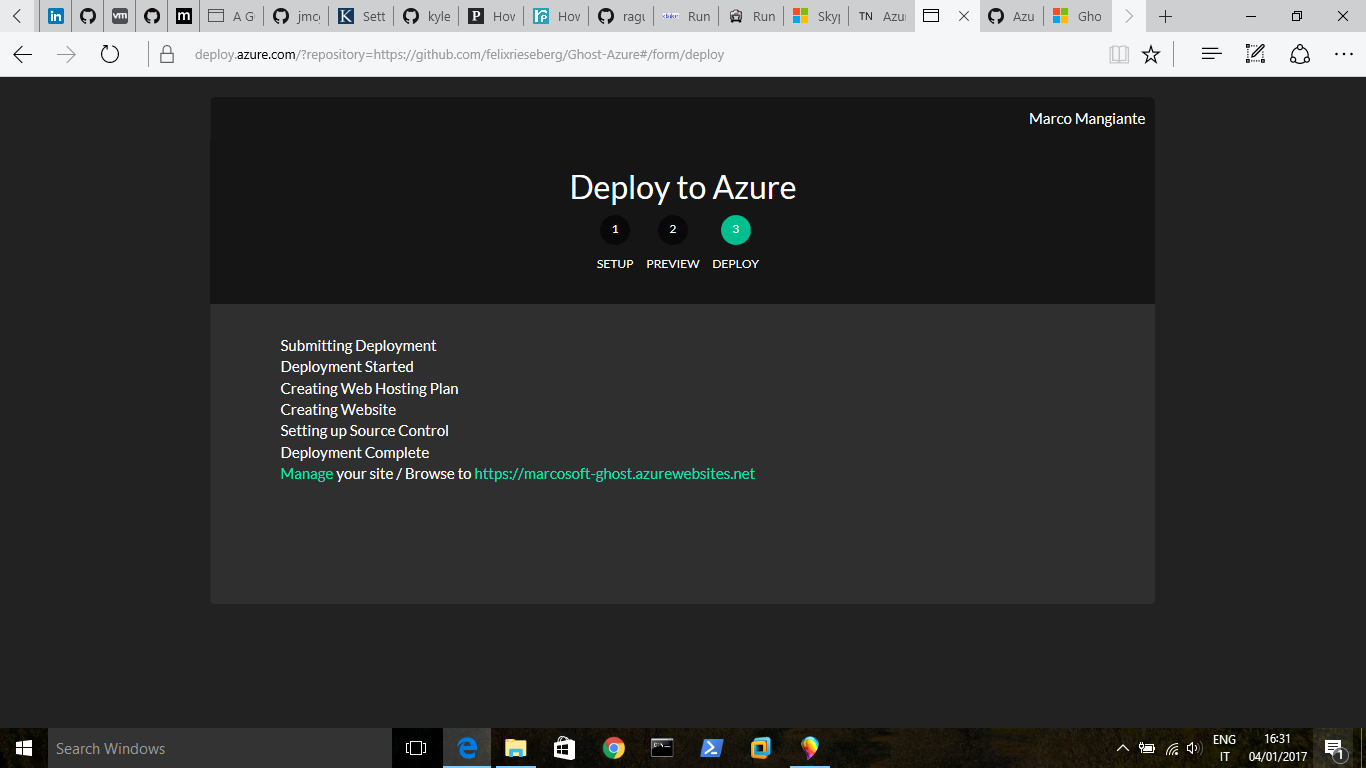 A G
jmc
Sett
kyle
Hov
Hov
ragu
Run
Run
Skyp
TN Azur
Azu
Gho
deploy.azure.com/?repository=https://github.com/felixrieseberg/Ghost-Azure#/form/deploy
Marco Mangiante
Deploy to Azure
1 2 3
SETUP PREVIEW DEPLOY
Submitting Deployment
Deployment Started
Creating Web Hosting Plan
Creating Website
Setting up Source Control
Deployment Complete
Manage your site / Browse to https://marcosoft-ghost.azurewebsites.net
Search Windows
ENG
IT
16:31
04/01/2017
1